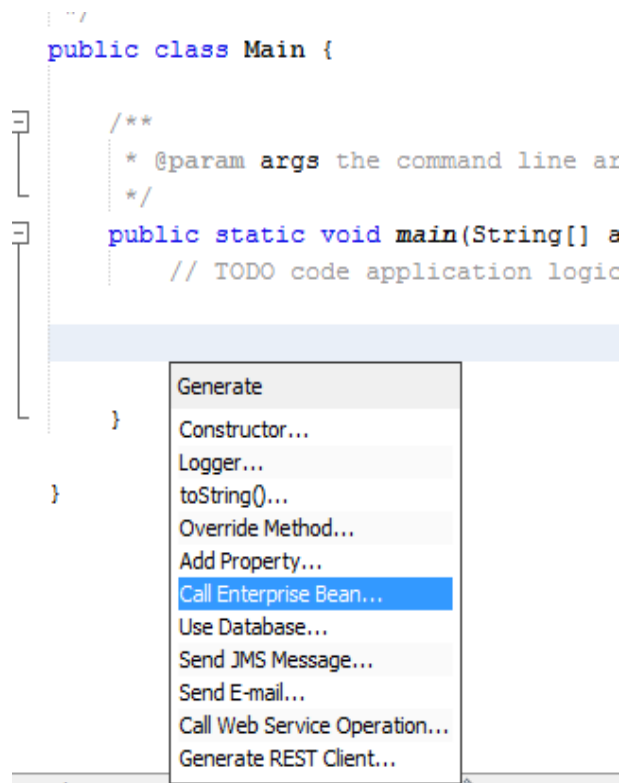 */
public class Main {
/**
* @param args the command line ar
*/
public static void main(String[] a
// TODO code application logic
Generate
Constructor...
Logger...
toString()...
Override Method...
Add Property...
Call Enterprise Bean...
Use Database...
Send JMS Message...
Send E-mail...
Call Web Service Operation...
Generate REST Client...
}
}